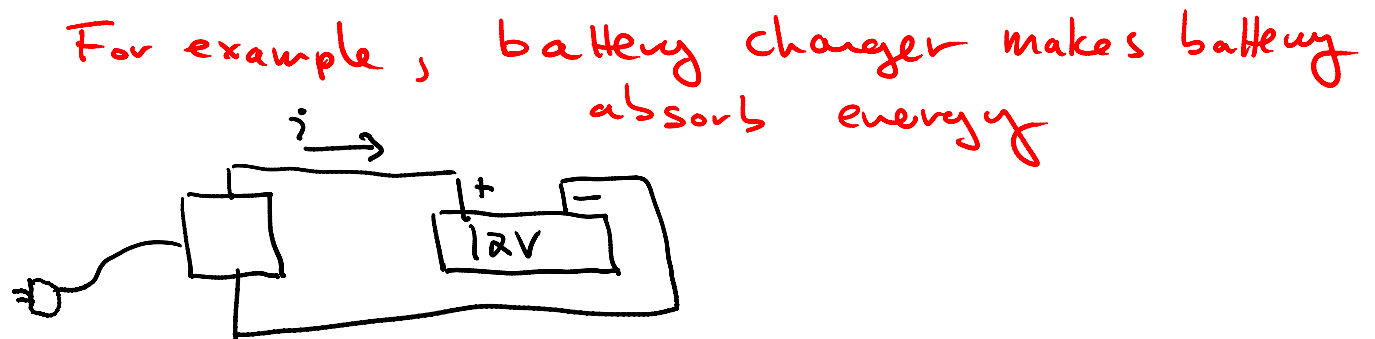 For example, battery charger makes battery
absorb energy
i
+ -
12V